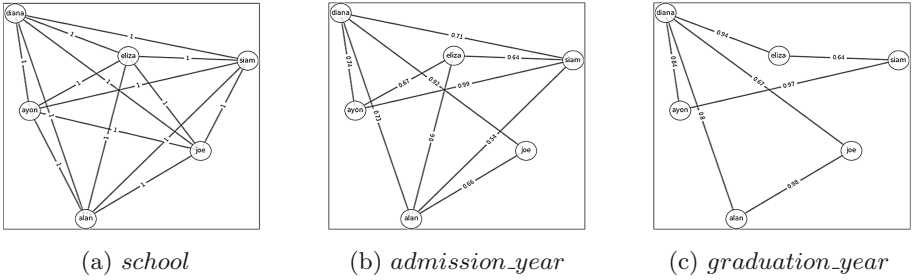 diana
1
1
eliza
1
siam
1
1
1
1
ayon
1
joe
1
1
1
1
1
alan
diana
0.71
eliza
0.64
siam
0.74
0.67
0.92
0.99
ayon
0.73
0.6
0.54
joe
0.66
alan
diana
0.94
eliza
0.64
siam
0.84
0.67
0.97
ayon
0.8
joe
0.98
alan
(a) school (b) admission_year (c) graduation_year